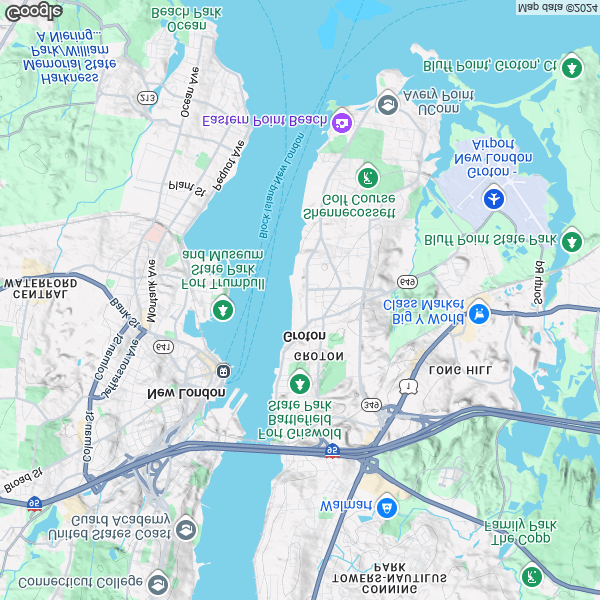 CONNING
TOWERS-NAUTILUS
PARK
Connecticut College
The Copp
Family Park
United States Coast
Guard Academy
Walmart
95
95
Broad St
Fort Griswold
Battlefield
State Park
Colman St
349
New London
1
LONG HILL
Jefferson Ave
GROTON
641
Groton
Colman St
Bank St
Big Y World
Class Market
CENTRAL
WATERFORD
Fort Trumbull
State Park
and Museum
Montauk Ave
649
South Rd
Bluff Point State Park
Shennecossett
Golf Course
Block Island-New London
Groton -
New London
Airport
Plant St
Pequot Ave
Eastern Point Beach
UConn
Avery Point
213
Ocean Ave
Harkness
Memorial State
Park/William
A Niering...
Bluff Point, Groton, Ct
Ocean
Beach Park
Google
Map data ©2024